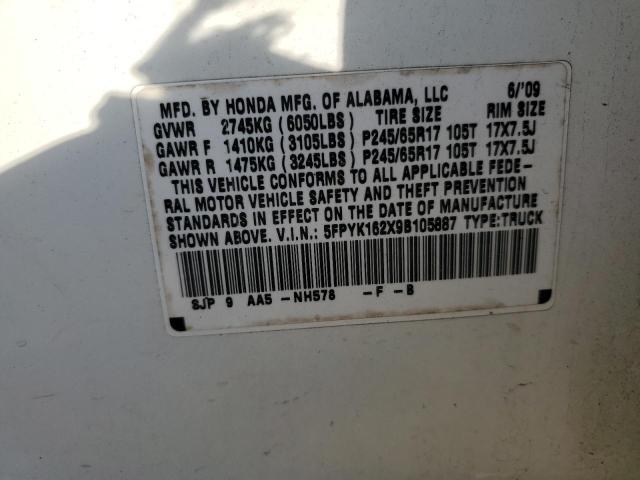 MFD. BY HONDA MFG. OF ALABAMA, LLC 6/'09
GVWR 2745KG (6050LBS) TIRE SIZE RIM SIZE
GAWR F 1410KG (3105LBS) P245/65R17 105T 17X7.5J
GAWR R 1475KG (3245LBS) P245/65R17 105T 17X7.5J
THIS VEHICLE CONFORMS TO ALL APPLICABLE FEDE-
RAL MOTOR VEHICLE SAFETY AND THEFT PREVENTION
STANDARDS IN EFFECT ON THE DATE OF MANUFACTURE
SHOWN ABOVE. V.I.N.: 5FPYK162X9B105887 TYPE:TRUCK
SJP 9 AA5 -NH578 -F -B